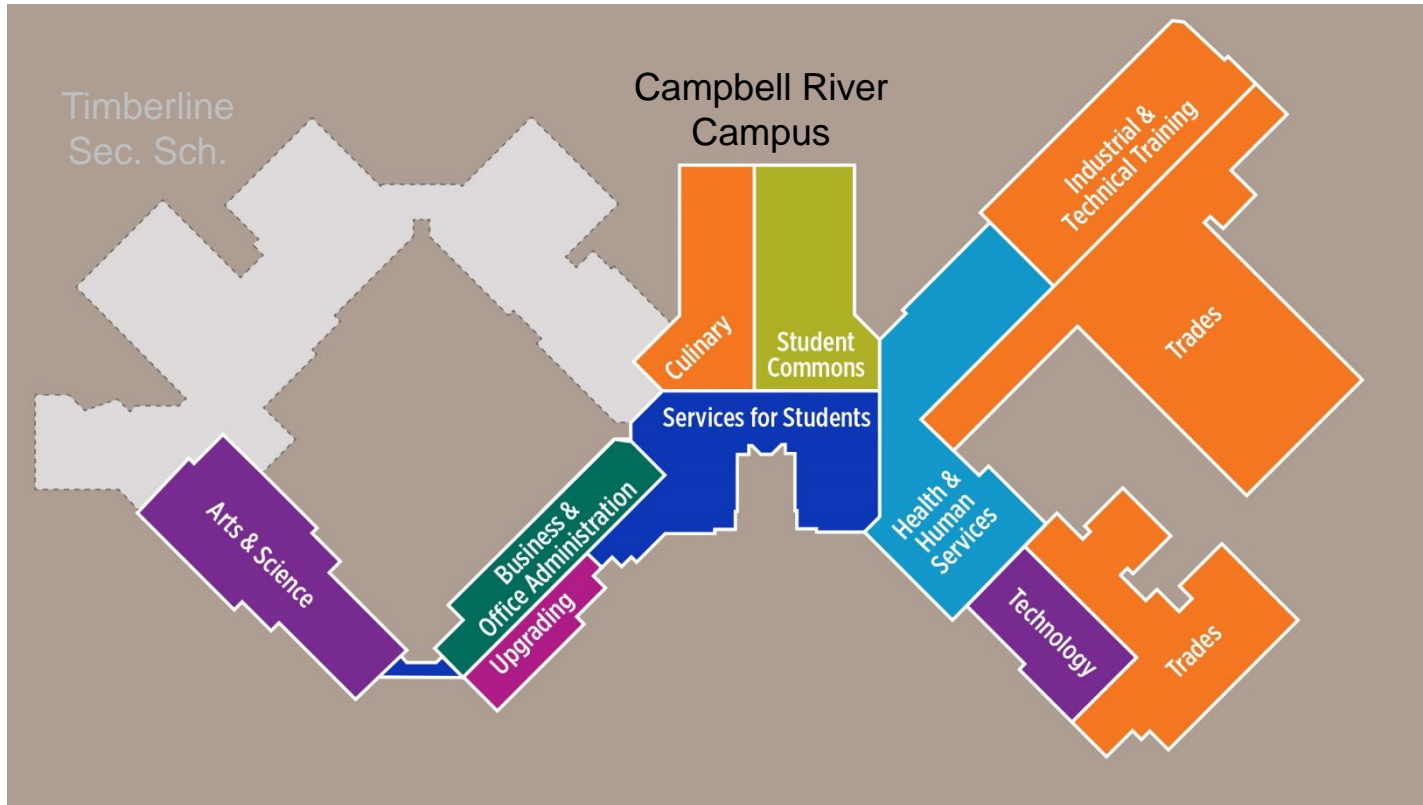 Timberline
Sec. Sch.
Campbell River
Campus
Industrial &
Technical Training
Trades
Culinary
Student
Commons
Services for Students
Arts & Science
Business &
Office Administration
Upgrading
Health &
Human
Services
Technology
Trades